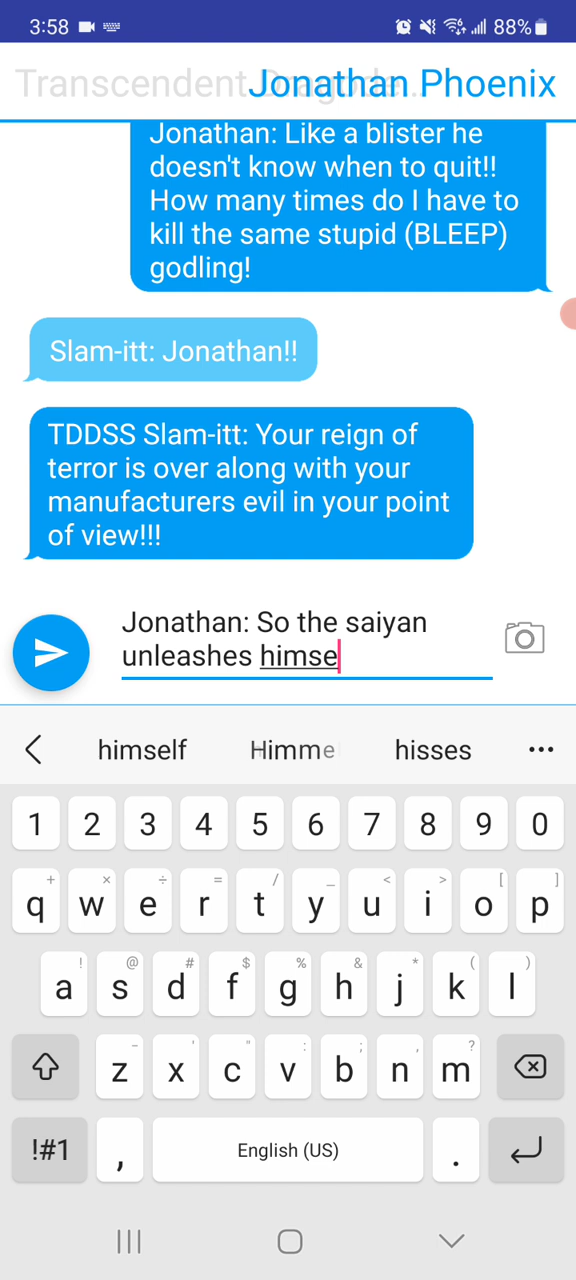 3:58 88%
Transcendent Jonathan Phoenix
Jonathan: Like a blister he
doesn't know when to quit!!
How many times do I have to
kill the same stupid (BLEEP)
godling!
Slam-itt: Jonathan!!
TDDSS Slam-itt: Your reign of
terror is over along with your
manufacturers evil in your point
of view!!!
Jonathan: So the saiyan
unleashes himse
himself Himme hisses ...
1 2 3 4 5 6 7 8 9 0
+ × ÷ = / _ < > [ ]
q w e r t y u i o p
! @ # $ % & * ( )
a s d f g h j k l
- ' " : ; , ?
z x c v b n m
!#1 , English (US) .